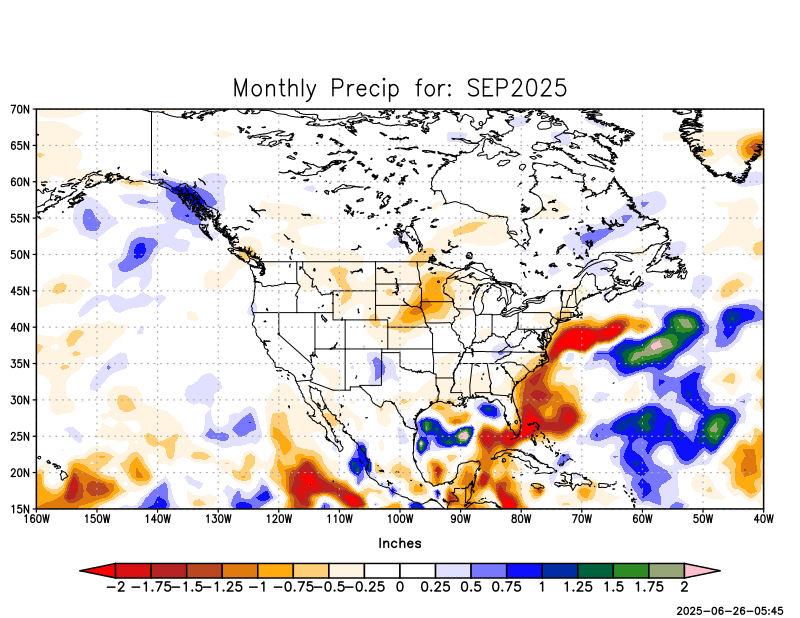 Monthly Precip for: SEP2025
70N
65N
60N
55N
50N
45N
40N
35N
30N
25N
20N
15N
160W 150W 140W 130W 120W 110W 100W 90W 80W 70W 60W 50W 40W
Inches
−2 −1.75 −1.5 −1.25 −1 −0.75 −0.5 −0.25 0 0.25 0.5 0.75 1 1.25 1.5 1.75 2
2025-06-26-05:45